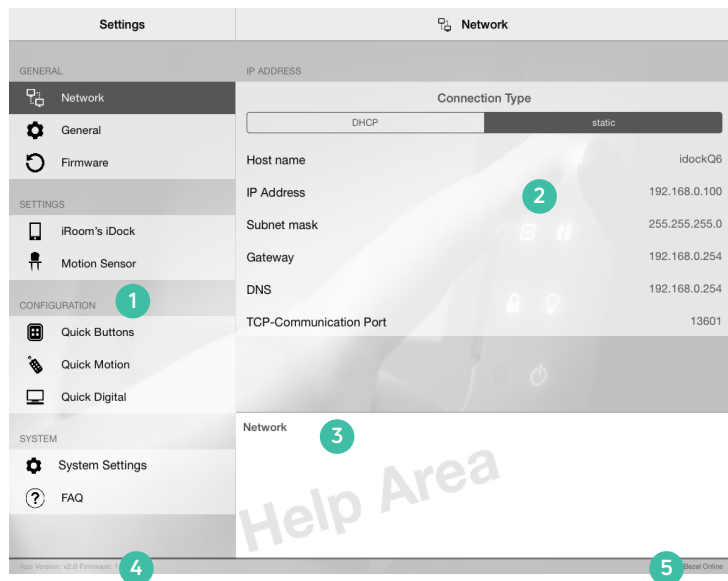 Settings
Network
GENERAL
Network
General
Firmware
SETTINGS
iRoom's iDock
Motion Sensor
CONFIGURATION
1
Quick Buttons
Quick Motion
Quick Digital
SYSTEM
System Settings
FAQ
App Version: v2.0 Firmware: 1
4
IP ADDRESS
Connection Type
DHCP static
Host name idockQ6
IP Address 192.168.0.100
2
Subnet mask 255.255.255.0
Gateway 192.168.0.254
DNS 192.168.0.254
TCP-Communication Port 13601
Network
3
Help Area
5
Bezel Online